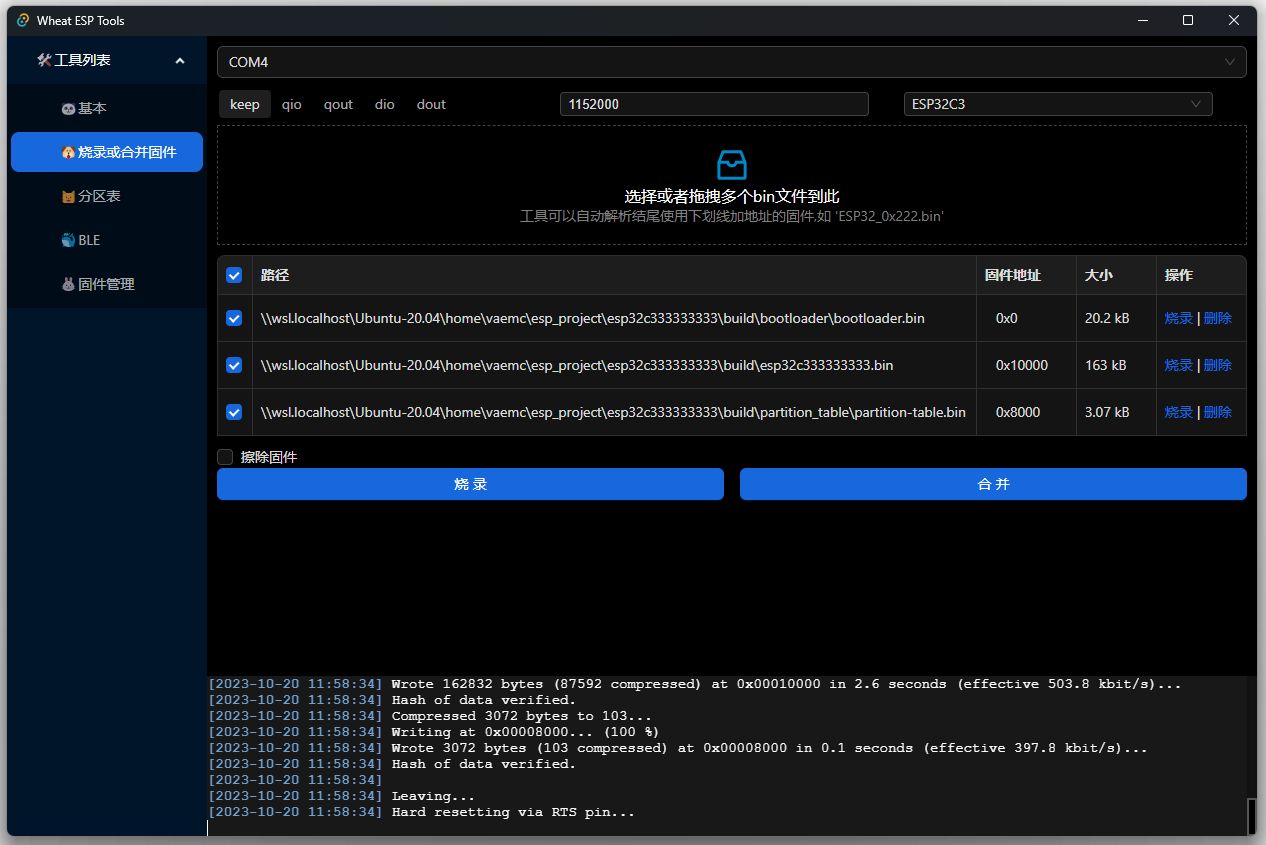 Wheat ESP Tools
🛠工具列表
🐼基本
🐶烧录或合并固件
🐻分区表
🐳BLE
🐰固件管理
COM4
keep qio qout dio dout 1152000 ESP32C3
选择或者拖拽多个bin文件到此
工具可以自动解析结尾使用下划线加地址的固件,如 'ESP32_0x222.bin'
路径 固件地址 大小 操作
\\wsl.localhost\Ubuntu-20.04\home\vaemc\esp_project\esp32c333333333\build\bootloader\bootloader.bin 0x0 20.2 kB 烧录 | 删除
\\wsl.localhost\Ubuntu-20.04\home\vaemc\esp_project\esp32c333333333\build\esp32c333333333.bin 0x10000 163 kB 烧录 | 删除
\\wsl.localhost\Ubuntu-20.04\home\vaemc\esp_project\esp32c333333333\build\partition_table\partition-table.bin 0x8000 3.07 kB 烧录 | 删除
擦除固件
烧 录 合 并
[2023-10-20 11:58:34] Wrote 162832 bytes (87592 compressed) at 0x00010000 in 2.6 seconds (effective 503.8 kbit/s)...
[2023-10-20 11:58:34] Hash of data verified.
[2023-10-20 11:58:34] Compressed 3072 bytes to 103...
[2023-10-20 11:58:34] Writing at 0x00008000... (100 %)
[2023-10-20 11:58:34] Wrote 3072 bytes (103 compressed) at 0x00008000 in 0.1 seconds (effective 397.8 kbit/s)...
[2023-10-20 11:58:34] Hash of data verified.
[2023-10-20 11:58:34]
[2023-10-20 11:58:34] Leaving...
[2023-10-20 11:58:34] Hard resetting via RTS pin...